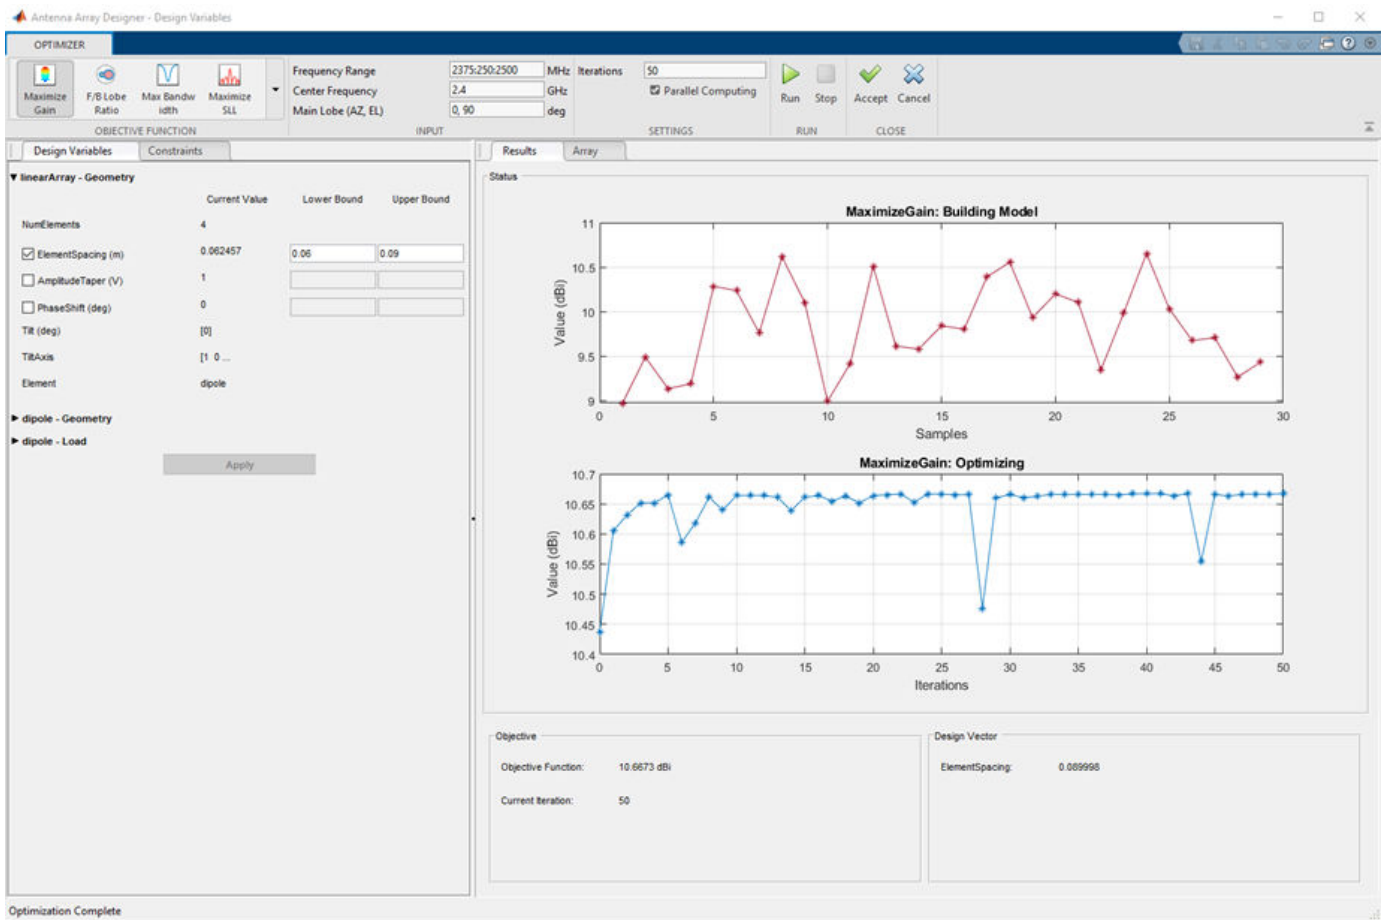 Antenna Array Designer - Design Variables
OPTIMIZER
Maximize Gain
F/B Lobe Ratio
Max Bandw idth
Maximize SLL
OBJECTIVE FUNCTION
Frequency Range 2375:250:2500 MHz
Center Frequency 2.4 GHz
Main Lobe (AZ, EL) 0, 90 deg
INPUT
Iterations 50
Parallel Computing
SETTINGS
Run Stop
RUN
Accept Cancel
CLOSE
Design Variables Constraints
linearArray - Geometry
Current Value Lower Bound Upper Bound
NumElements 4
ElementSpacing (m) 0.062457 0.06 0.09
AmplitudeTaper (V) 1
PhaseShift (deg) 0
Tilt (deg) [0]
TiltAxis [1 0 ...
Element dipole
dipole - Geometry
dipole - Load
Apply
Results Array
Status
MaximizeGain: Building Model
11
10.5
10
9.5
9
Value (dBi)
0 5 10 15 20 25 30
Samples
MaximizeGain: Optimizing
10.7
10.65
10.6
10.55
10.5
10.45
10.4
Value (dBi)
0 5 10 15 20 25 30 35 40 45 50
Iterations
Objective
Objective Function: 10.6673 dBi
Current Iteration: 50
Design Vector
ElementSpacing: 0.089998
Optimization Complete